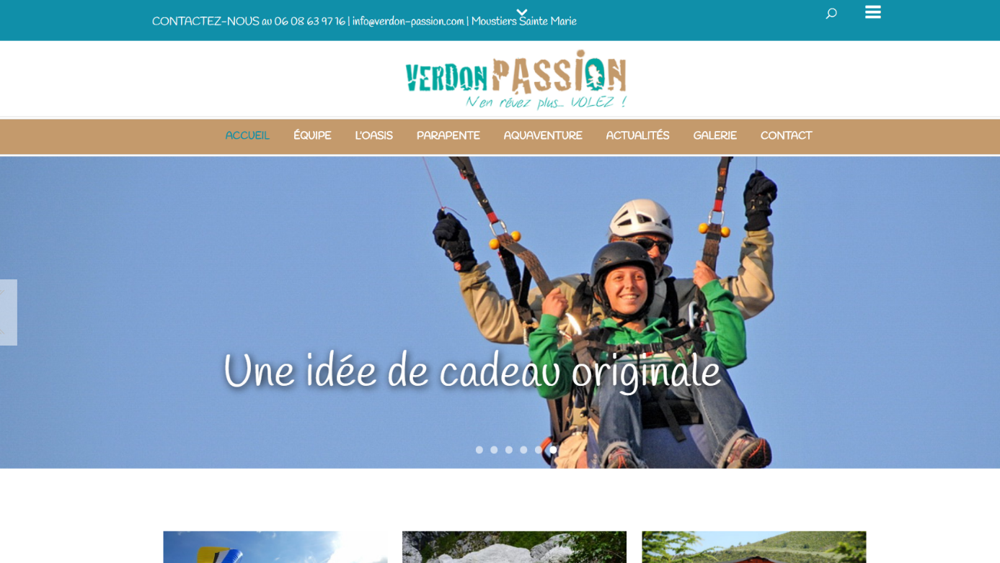 CONTACTEZ-NOUS au 06 08 63 97 16 | info@verdon-passion.com | Moustiers Sainte Marie
VERDON PASSION
N'en rêvez plus... VOLEZ !
ACCUEIL ÉQUIPE L'OASIS PARAPENTE AQUAVENTURE ACTUALITÉS GALERIE CONTACT
Une idée de cadeau originale